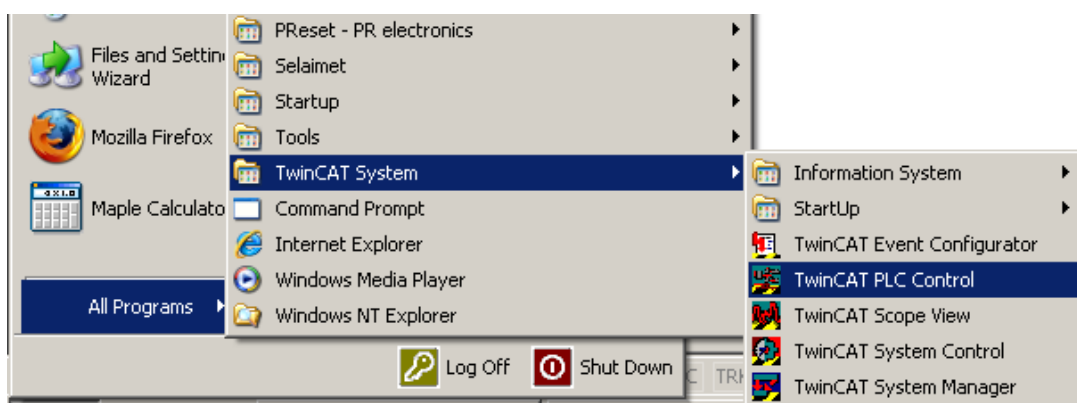 Files and Settin
Wizard
Mozilla Firefox
Maple Calculato
All Programs
PReset - PR electronics
Selaimet
Startup
Tools
TwinCAT System
Command Prompt
Internet Explorer
Windows Media Player
Windows NT Explorer
Information System
StartUp
TwinCAT Event Configurator
TwinCAT PLC Control
TwinCAT Scope View
TwinCAT System Control
TwinCAT System Manager
Log Off
Shut Down